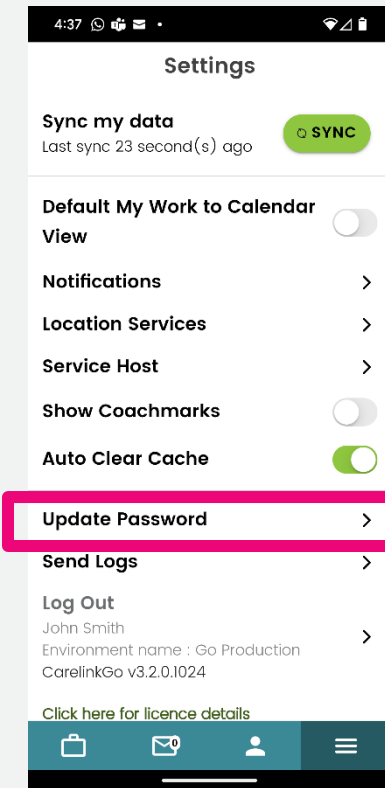 4:37
Settings
Sync my data
Last sync 23 second(s) ago
SYNC
Default My Work to Calendar
View
Notifications
Location Services
Service Host
Show Coachmarks
Auto Clear Cache
Update Password
Send Logs
Log Out
John Smith
Environment name : Go Production
CarelinkGo v3.2.0.1024
Click here for licence details
0